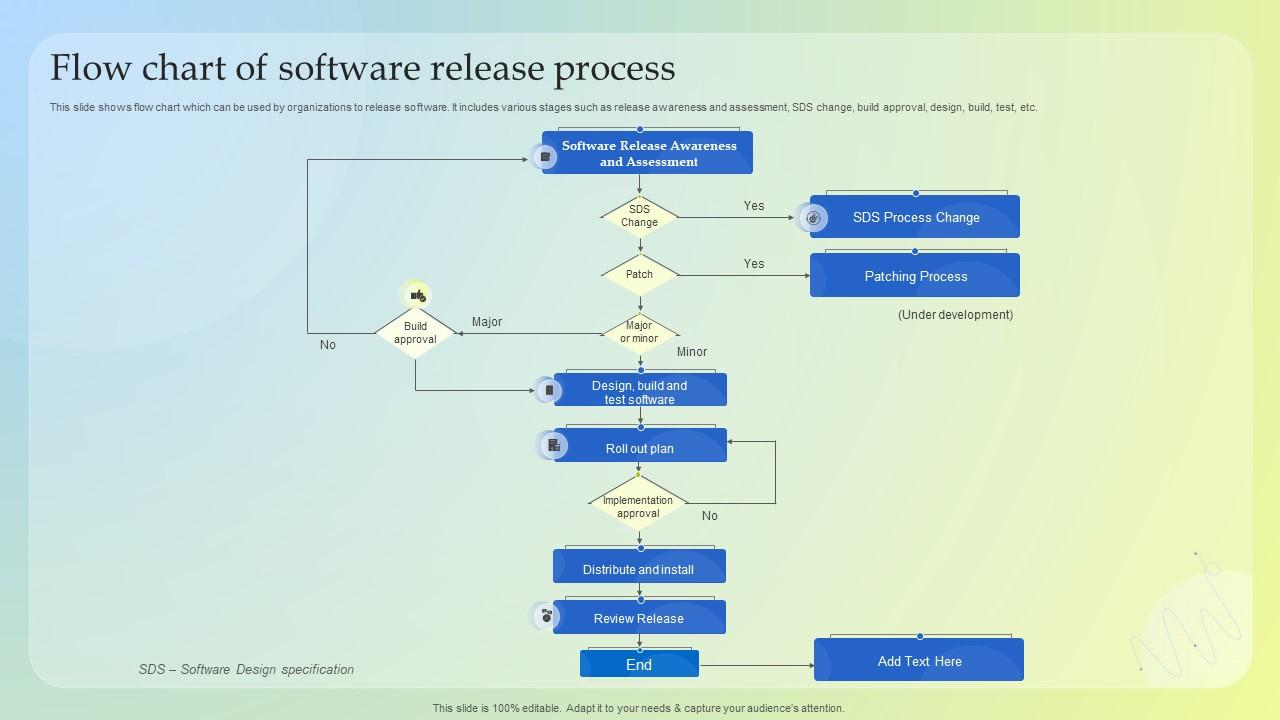 Flow chart of software release process
This slide shows flow chart which can be used by organizations to release software. It includes various stages such as release awareness and assessment, SDS change, build approval, design, build, test, etc.
Software Release Awareness
and Assessment
SDS
Change
Yes
SDS Process Change
Patch
Yes
Patching Process
(Under development)
Build
approval
No
Major
Major
or minor
Minor
Design, build and
test software
Roll out plan
Implementation
approval
No
Distribute and install
Review Release
End
Add Text Here
SDS – Software Design specification
This slide is 100% editable. Adapt it to your needs & capture your audience's attention.